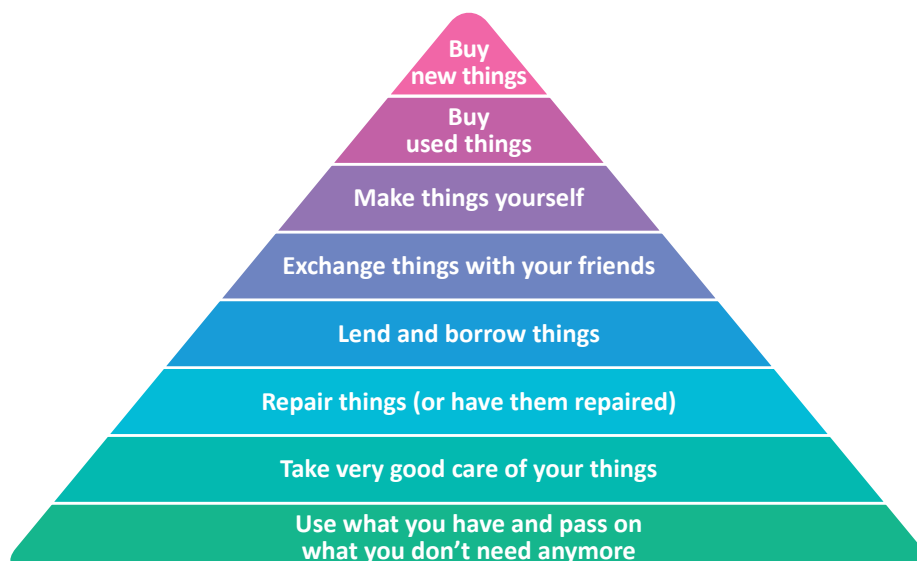 Buy
new things
Buy
used things
Make things yourself
Exchange things with your friends
Lend and borrow things
Repair things (or have them repaired)
Take very good care of your things
Use what you have and pass on
what you don’t need anymore